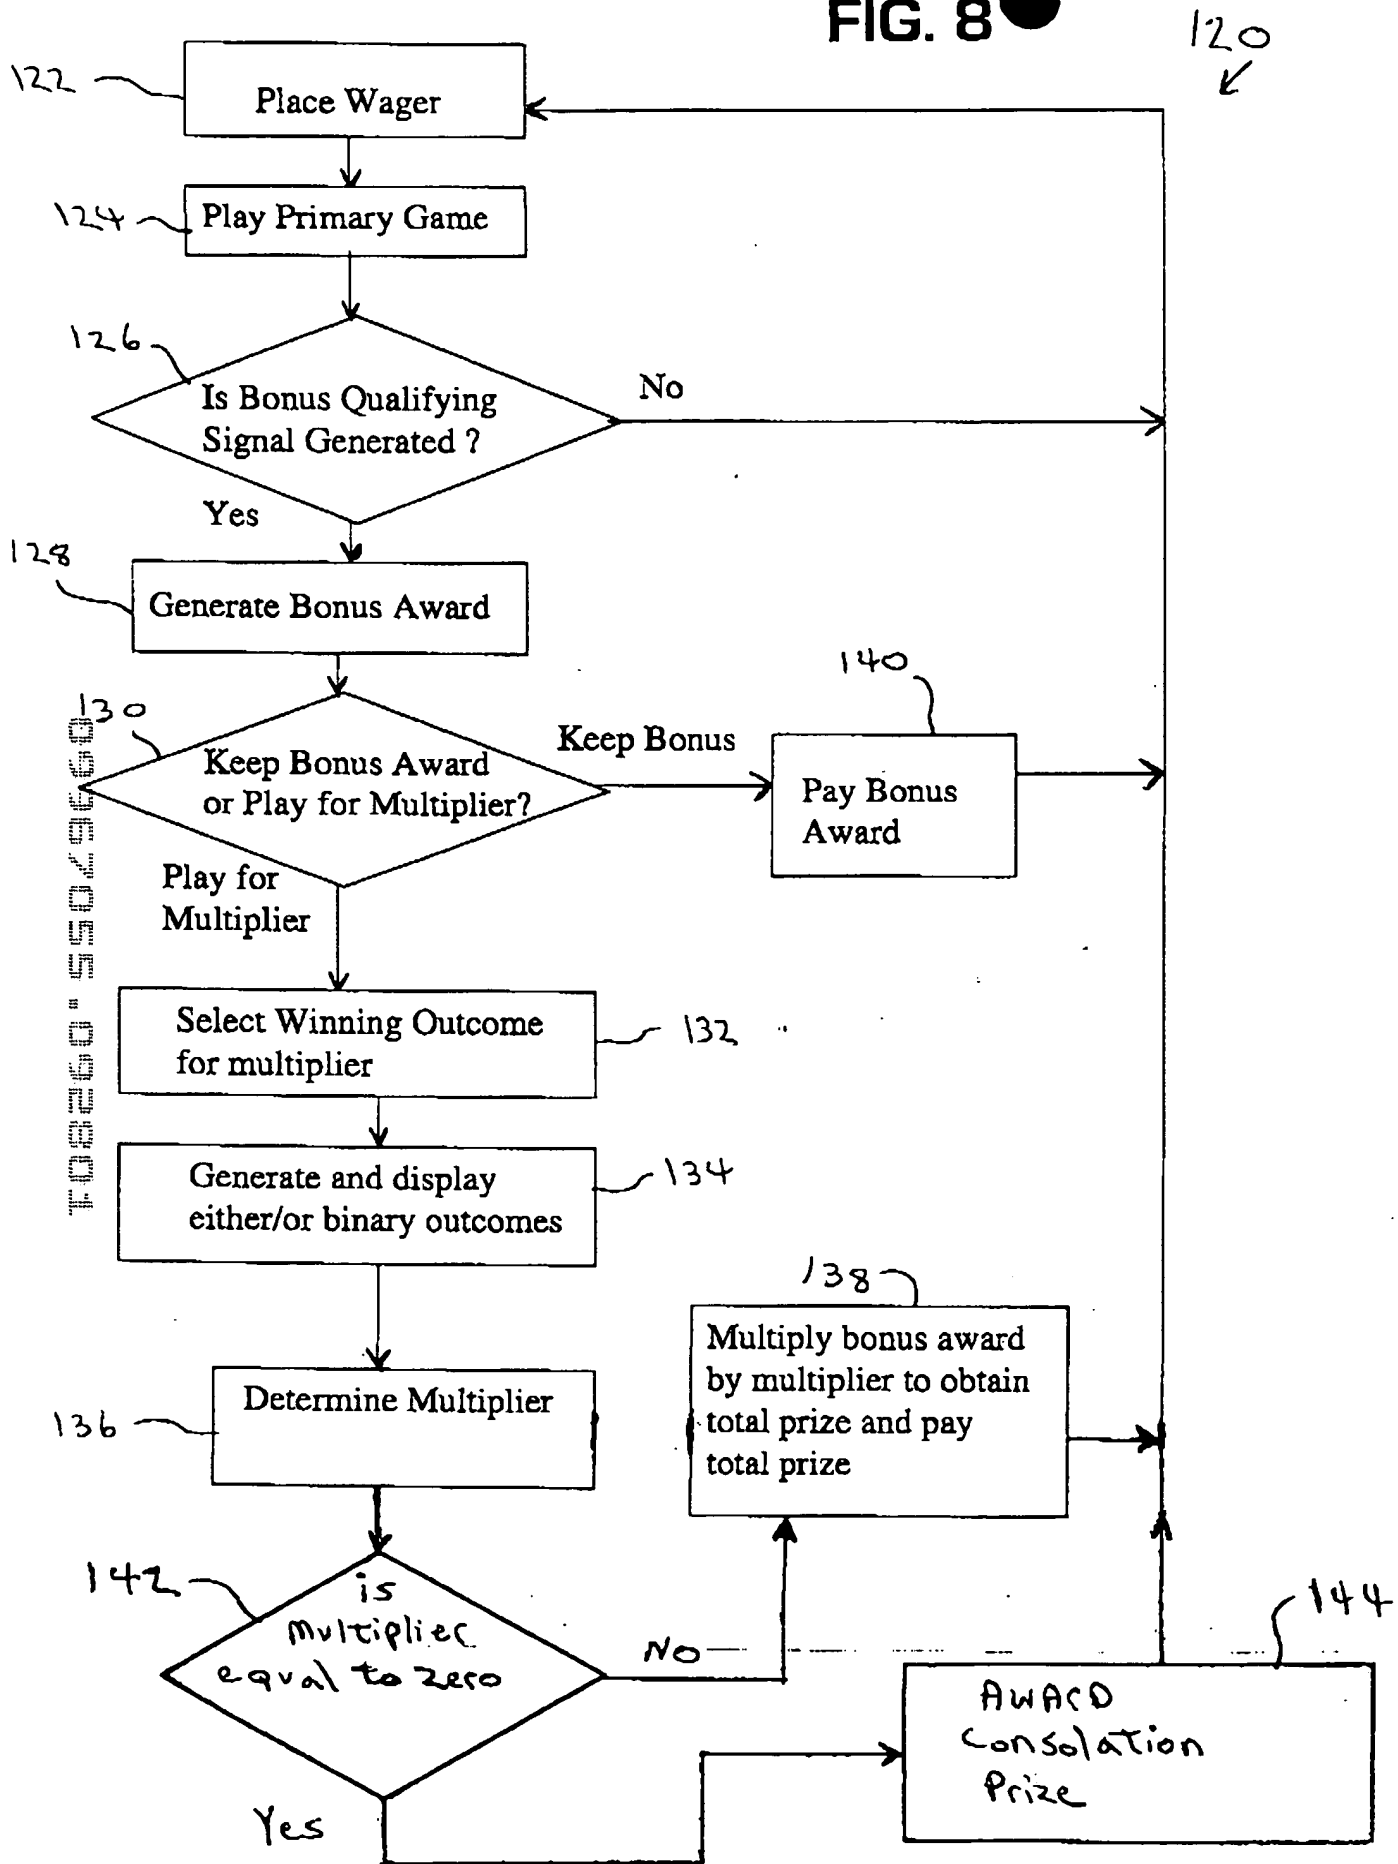 FIG. 8
120
122
Place Wager
124
Play Primary Game
126
Is Bonus Qualifying
Signal Generated ?
No
Yes
128
Generate Bonus Award
130
Keep Bonus Award
or Play for Multiplier?
Keep Bonus
140
Pay Bonus
Award
Play for
Multiplier
Select Winning Outcome
for multiplier
132
Generate and display
either/or binary outcomes
134
136
Determine Multiplier
138
Multiply bonus award
by multiplier to obtain
total prize and pay
total prize
142
is
multiplier
equal to zero
No
Yes
144
AWARD
Consolation
Prize